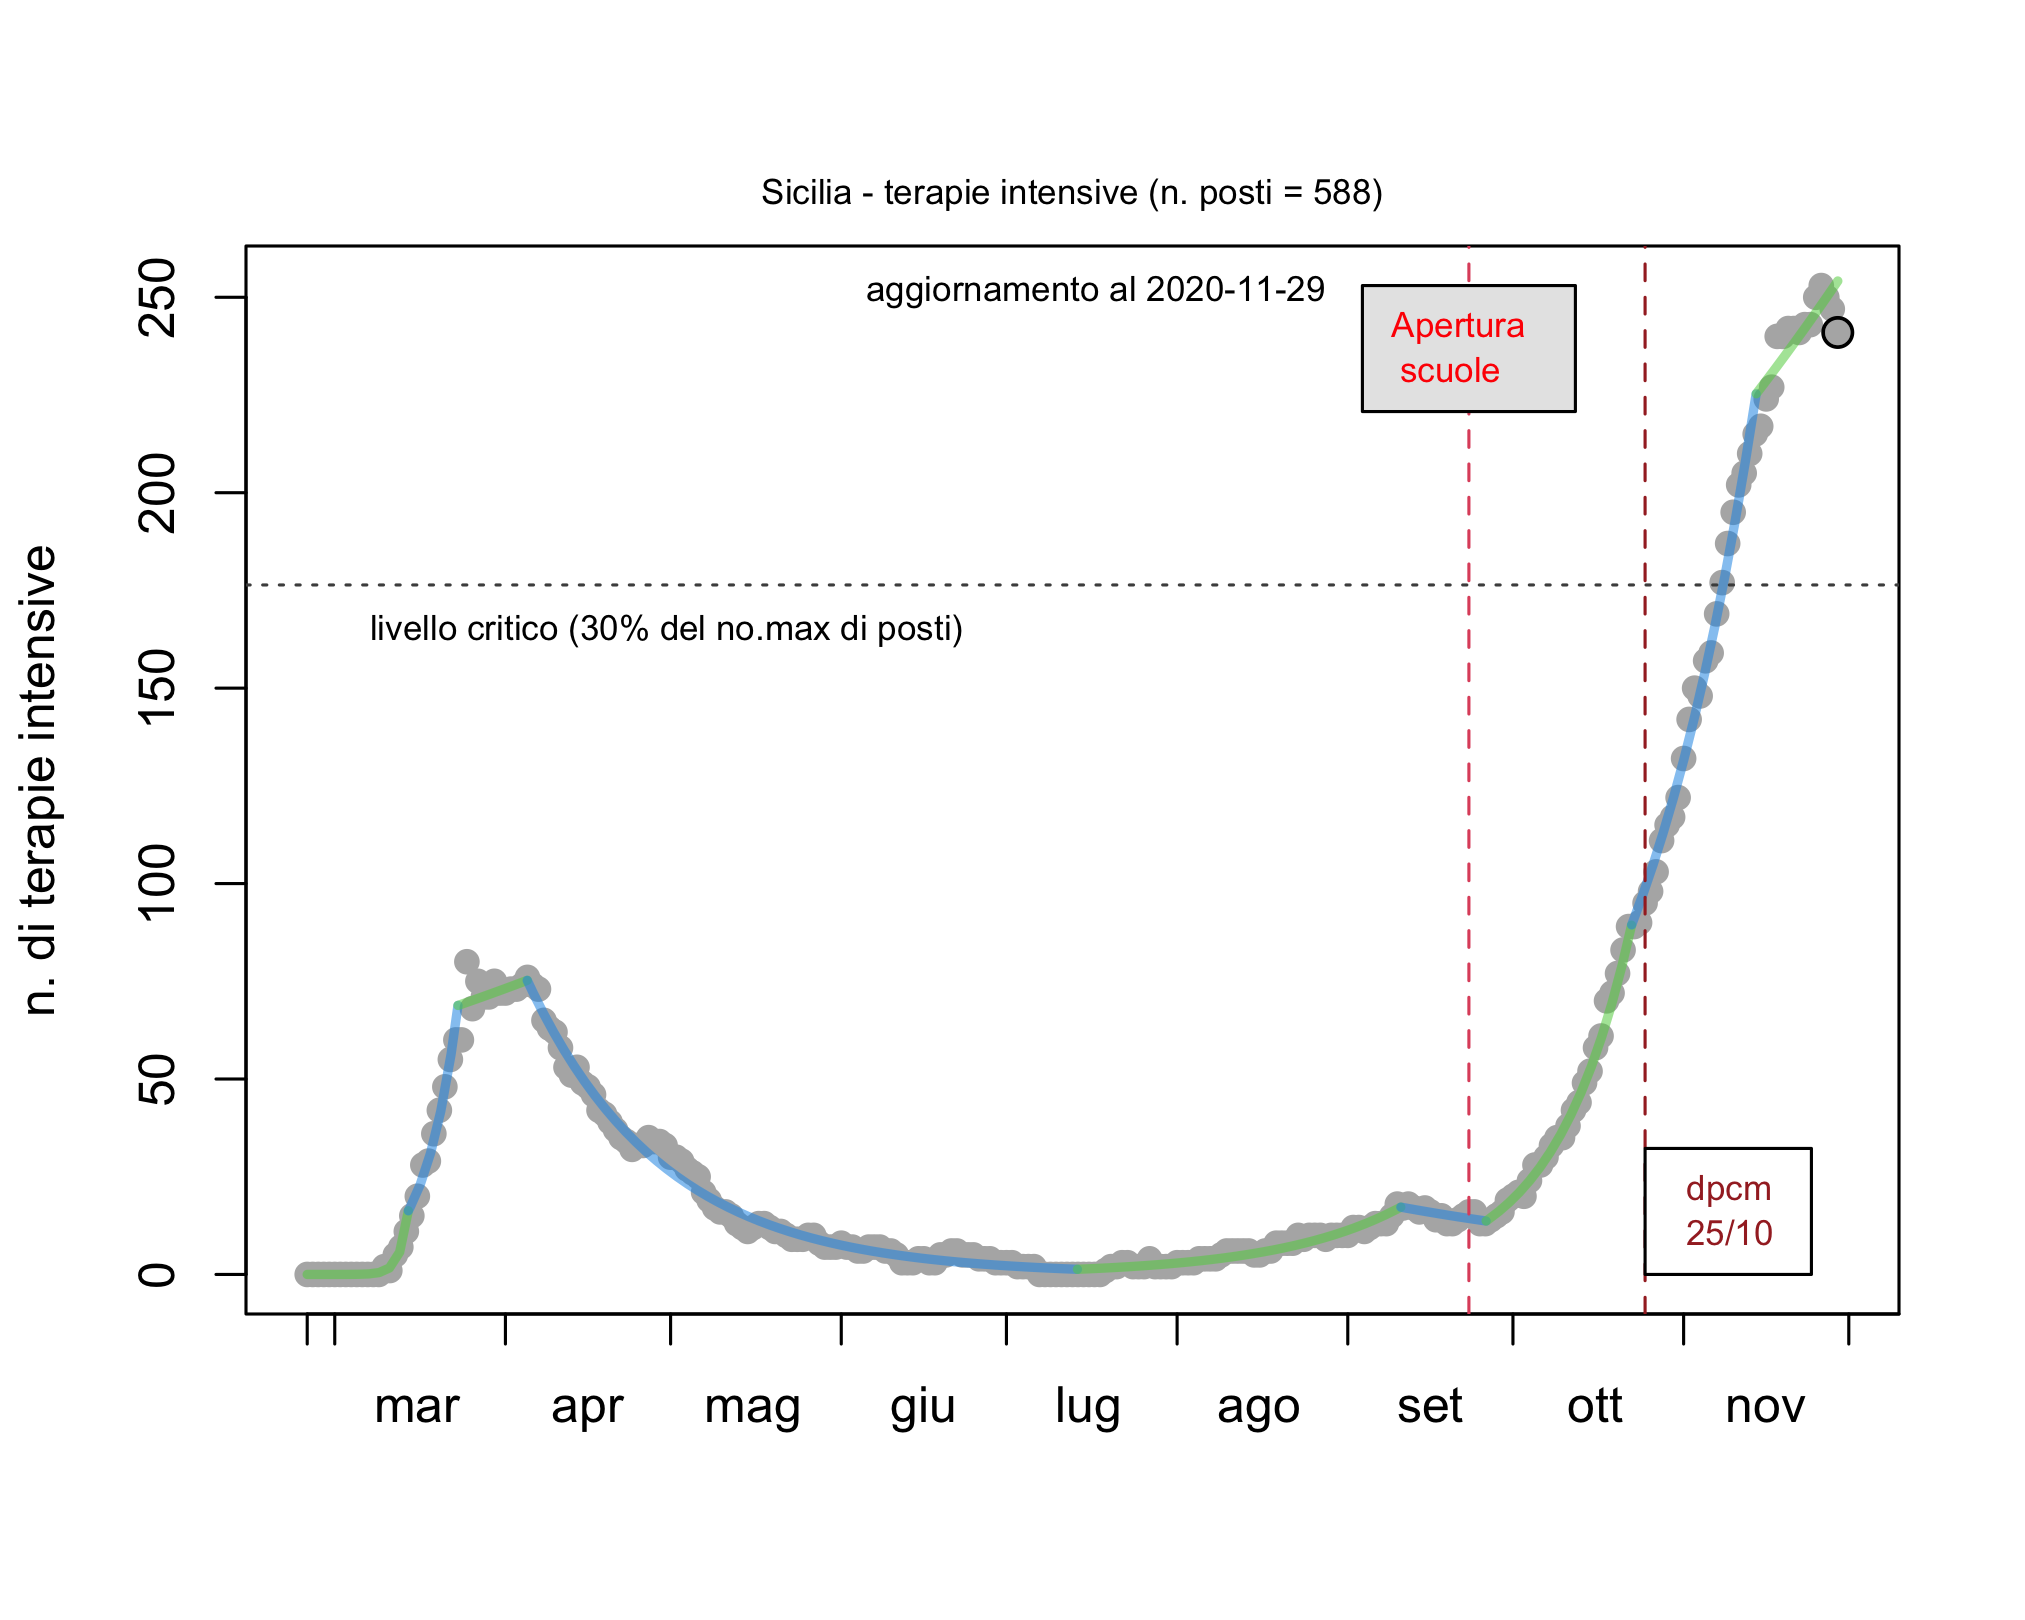 Sicilia - terapie intensive (n. posti = 588)
aggiornamento al 2020-11-29
Apertura
scuole
livello critico (30% del no.max di posti)
dpcm
25/10
n. di terapie intensive
250
200
150
100
50
0
mar apr mag giu lug ago set ott nov